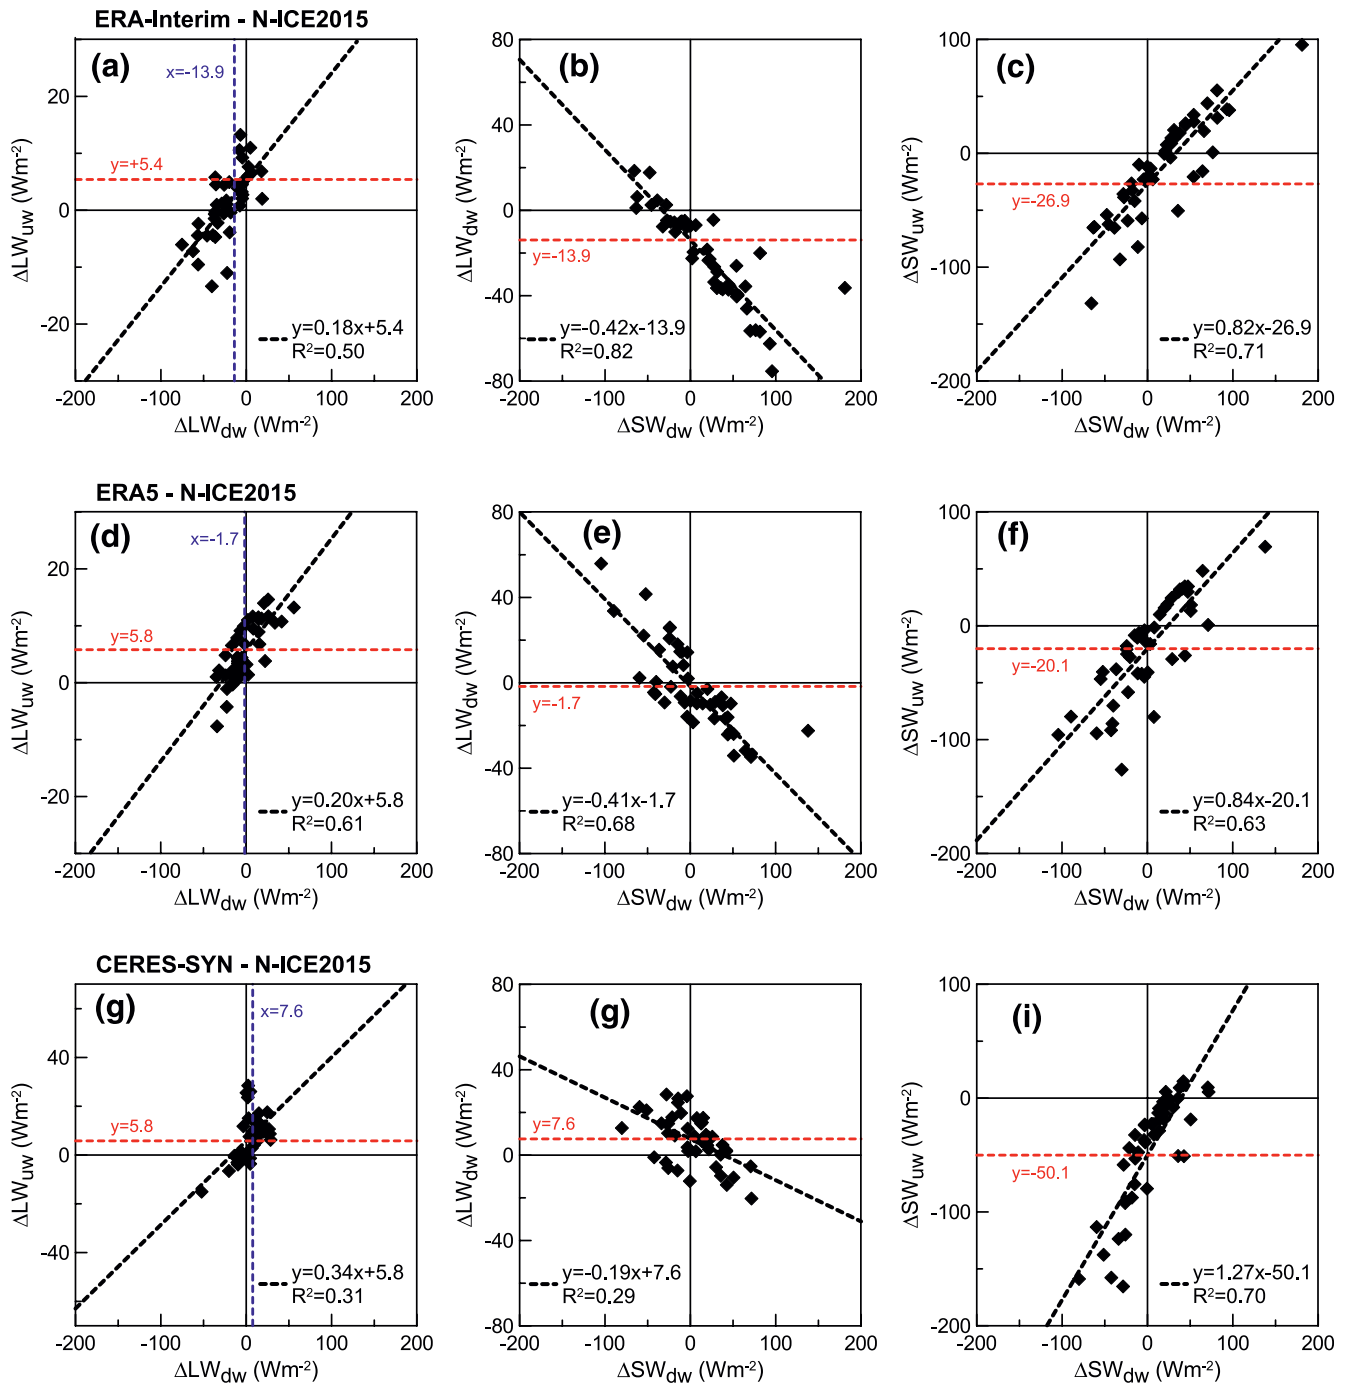 ERA-Interim - N-ICE2015
(a)
x=-13.9
y=+5.4
20
0
-20
ΔLWuw (Wm-2)
y=0.18x+5.4
R2=0.50
-200 -100 0 100 200
ΔLWdw (Wm-2)
(b)
80
40
0
-40
-80
ΔLWdw (Wm-2)
y=-13.9
y=-0.42x-13.9
R2=0.82
-200 -100 0 100 200
ΔSWdw (Wm-2)
(c)
100
0
-100
-200
ΔSWuw (Wm-2)
y=-26.9
y=0.82x-26.9
R2=0.71
-200 -100 0 100 200
ΔSWdw (Wm-2)
ERA5 - N-ICE2015
(d)
x=-1.7
y=5.8
20
0
-20
ΔLWuw (Wm-2)
y=0.20x+5.8
R2=0.61
-200 -100 0 100 200
ΔLWdw (Wm-2)
(e)
80
40
0
-40
-80
ΔLWdw (Wm-2)
y=-1.7
y=-0.41x-1.7
R2=0.68
-200 -100 0 100 200
ΔSWdw (Wm-2)
(f)
100
0
-100
-200
ΔSWuw (Wm-2)
y=-20.1
y=0.84x-20.1
R2=0.63
-200 -100 0 100 200
ΔSWdw (Wm-2)
CERES-SYN - N-ICE2015
(g)
x=7.6
y=5.8
40
0
-40
ΔLWuw (Wm-2)
y=0.34x+5.8
R2=0.31
-200 -100 0 100 200
ΔLWdw (Wm-2)
(g)
80
40
0
-40
-80
ΔLWdw (Wm-2)
y=7.6
y=-0.19x+7.6
R2=0.29
-200 -100 0 100 200
ΔSWdw (Wm-2)
(i)
100
0
-100
-200
ΔSWuw (Wm-2)
y=-50.1
y=1.27x-50.1
R2=0.70
-200 -100 0 100 200
ΔSWdw (Wm-2)